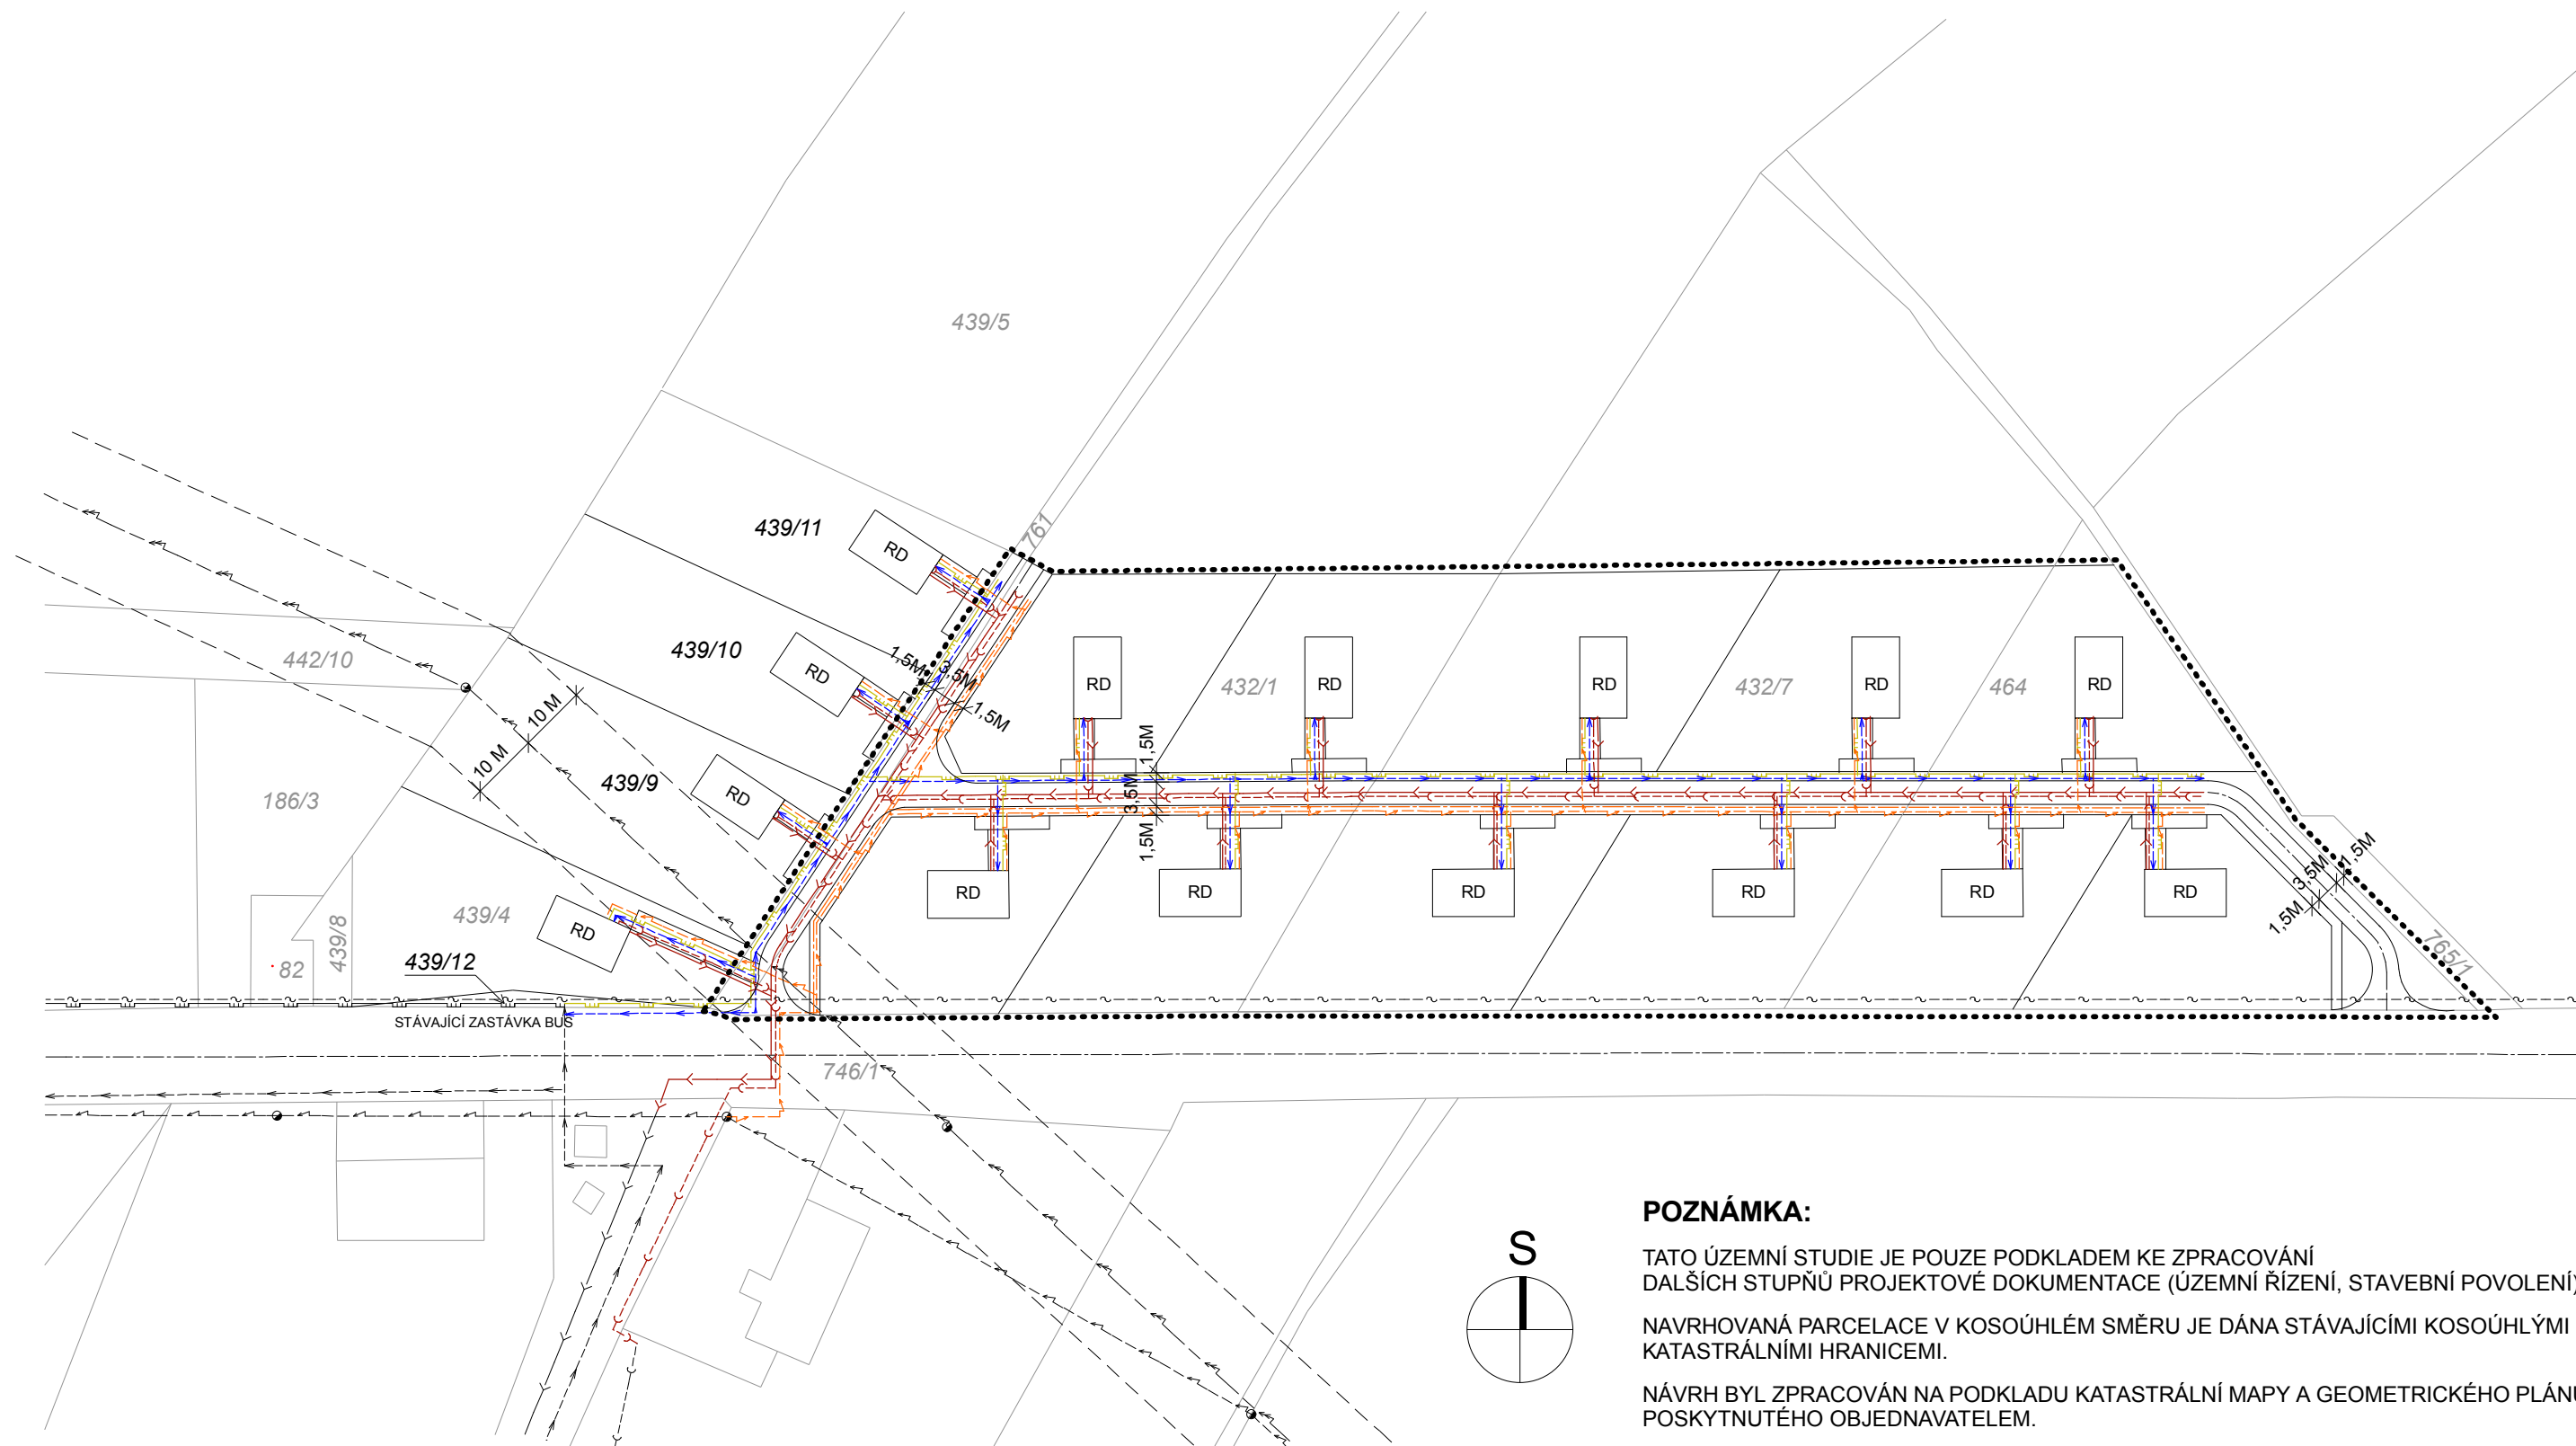 439/5
761
439/11
RD
439/10
RD
1,5M
3,5M
1,5M
442/10
10 M
10 M
439/9
RD
186/3
RD
RD
RD
RD
RD
432/1
432/7
464
1,5M
3,5M
1,5M
RD
RD
RD
RD
RD
RD
1,5M
3,5M
1,5M
765/1
439/4
RD
439/8
82
439/12
STÁVAJÍCÍ ZASTÁVKA BUS
746/1
S
POZNÁMKA:
TATO ÚZEMNÍ STUDIE JE POUZE PODKLADEM KE ZPRACOVÁNÍ
DALŠÍCH STUPŇŮ PROJEKTOVÉ DOKUMENTACE (ÚZEMNÍ ŘÍZENÍ, STAVEBNÍ POVOLENÍ)
NAVRHOVANÁ PARCELACE V KOSOÚHLÉM SMĚRU JE DÁNA STÁVAJÍCÍMI KOSOÚHLÝMI
KATASTRÁLNÍMI HRANICEMI.
NÁVRH BYL ZPRACOVÁN NA PODKLADU KATASTRÁLNÍ MAPY A GEOMETRICKÉHO PLÁNU
POSKYTNUTÉHO OBJEDNAVATELEM.